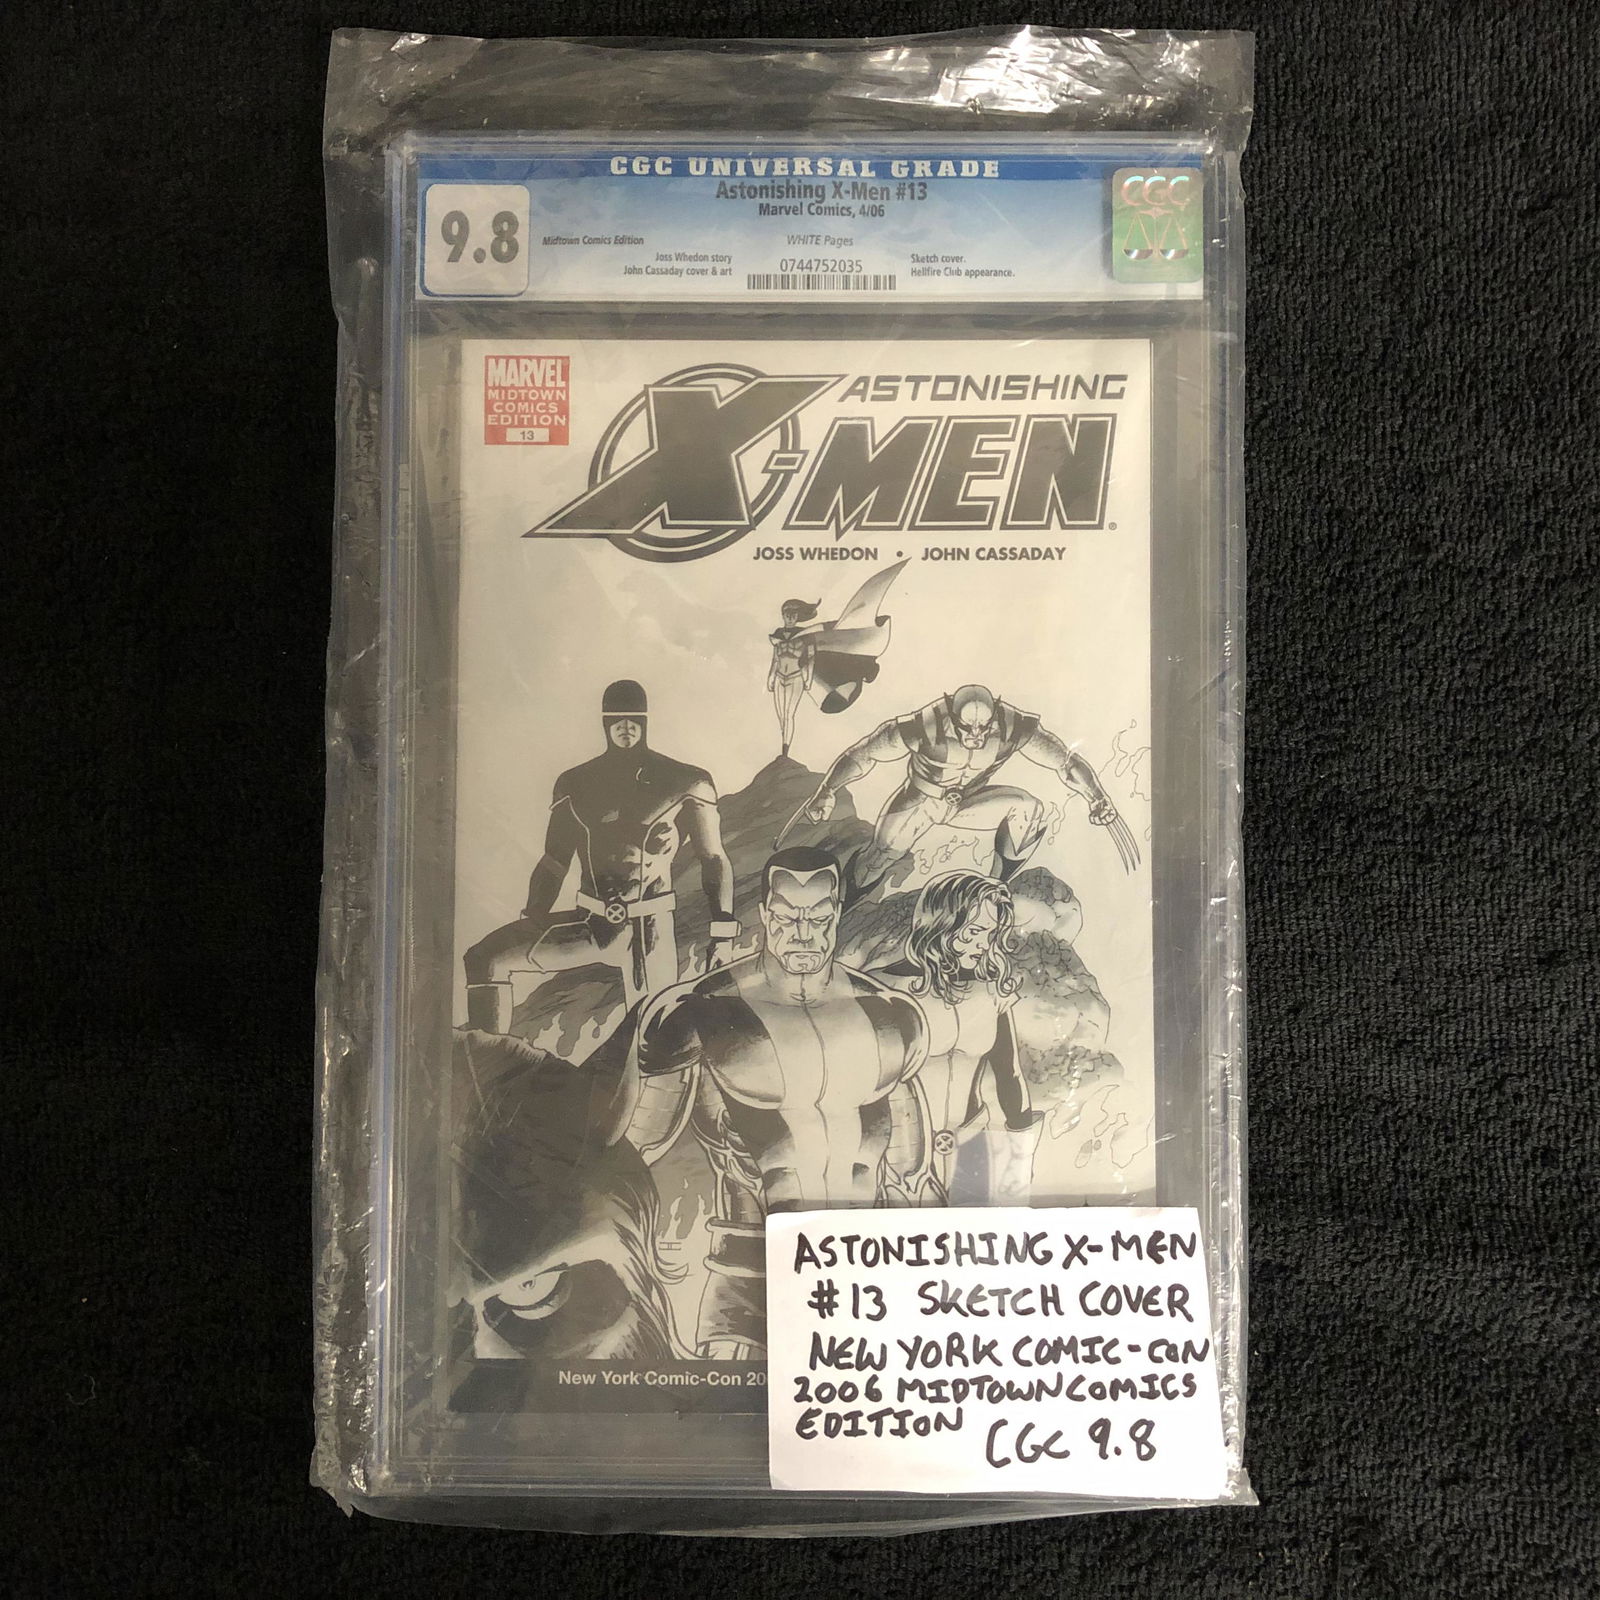 CGC UNIVERSAL GRADE
Astonishing X-Men #13
Marvel Comics, 4/06
9.8
Midtown Comics Edition
WHITE Pages
Joss Whedon story
John Cassaday cover & art
0744752035
Sketch cover.
Hellfire Club appearance.
CGC
MARVEL
MIDTOWN
COMICS
EDITION
13
ASTONISHING
X-MEN
JOSS WHEDON • JOHN CASSADAY
New York Comic-Con 20
ASTONISHING X-MEN
#13 SKETCH COVER
NEW YORK COMIC-CON
2006 MIDTOWN COMICS
EDITION CGC 9.8